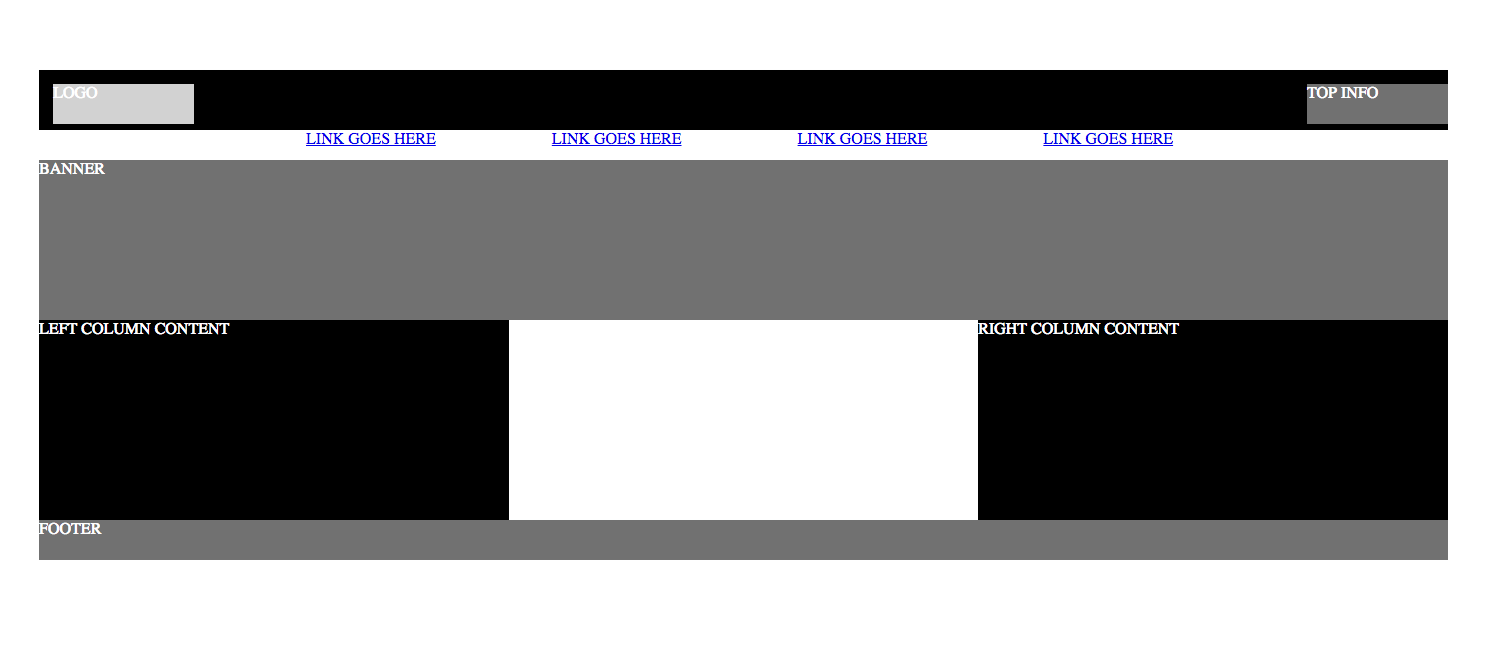 LOGO
TOP INFO
LINK GOES HERE LINK GOES HERE LINK GOES HERE LINK GOES HERE
BANNER
LEFT COLUMN CONTENT
RIGHT COLUMN CONTENT
FOOTER